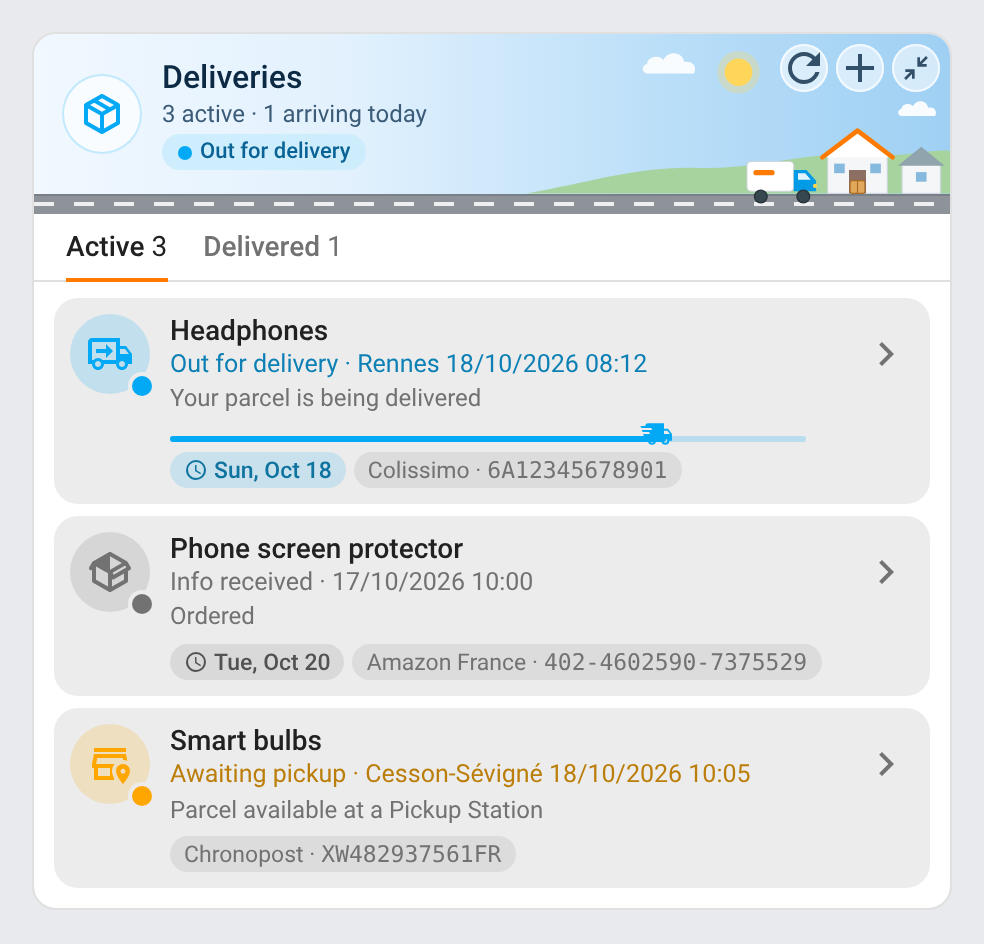 Deliveries
3 active · 1 arriving today
Out for delivery
Active 3
Delivered 1
Headphones
Out for delivery · Rennes 18/10/2026 08:12
Your parcel is being delivered
Sun, Oct 18
Colissimo · 6A12345678901
Phone screen protector
Info received · 17/10/2026 10:00
Ordered
Tue, Oct 20
Amazon France · 402-4602590-7375529
Smart bulbs
Awaiting pickup · Cesson-Sévigné 18/10/2026 10:05
Parcel available at a Pickup Station
Chronopost · XW482937561FR